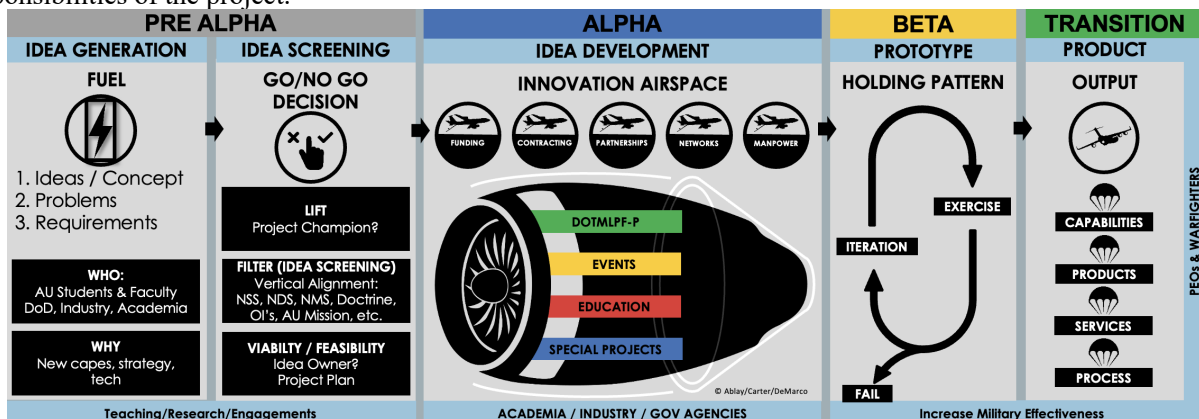 ponsibilities of the project.
PRE ALPHA
ALPHA
BETA
TRANSITION
IDEA GENERATION
IDEA SCREENING
IDEA DEVELOPMENT
PROTOTYPE
PRODUCT
FUEL
1. Ideas / Concept
2. Problems
3. Requirements
WHO:
AU Students & Faculty
DoD, Industry, Academia
WHY
New capes, strategy,
tech
GO/NO GO
DECISION
LIFT
Project Champion?
FILTER (IDEA SCREENING)
Vertical Alignment:
NSS, NDS, NMS, Doctrine,
OI's, AU Mission, etc.
VIABILTY / FEASIBILITY
Idea Owner?
Project Plan
Teaching/Research/Engagements
INNOVATION AIRSPACE
FUNDING
CONTRACTING
PARTNERSHIPS
NETWORKS
MANPOWER
DOTMLPF-P
EVENTS
EDUCATION
SPECIAL PROJECTS
© Ablay/Carter/DeMarco
ACADEMIA / INDUSTRY / GOV AGENCIES
HOLDING PATTERN
EXERCISE
ITERATION
FAIL
OUTPUT
CAPABILITIES
PRODUCTS
SERVICES
PROCESS
PEOs & WARFIGHTERS
Increase Military Effectiveness